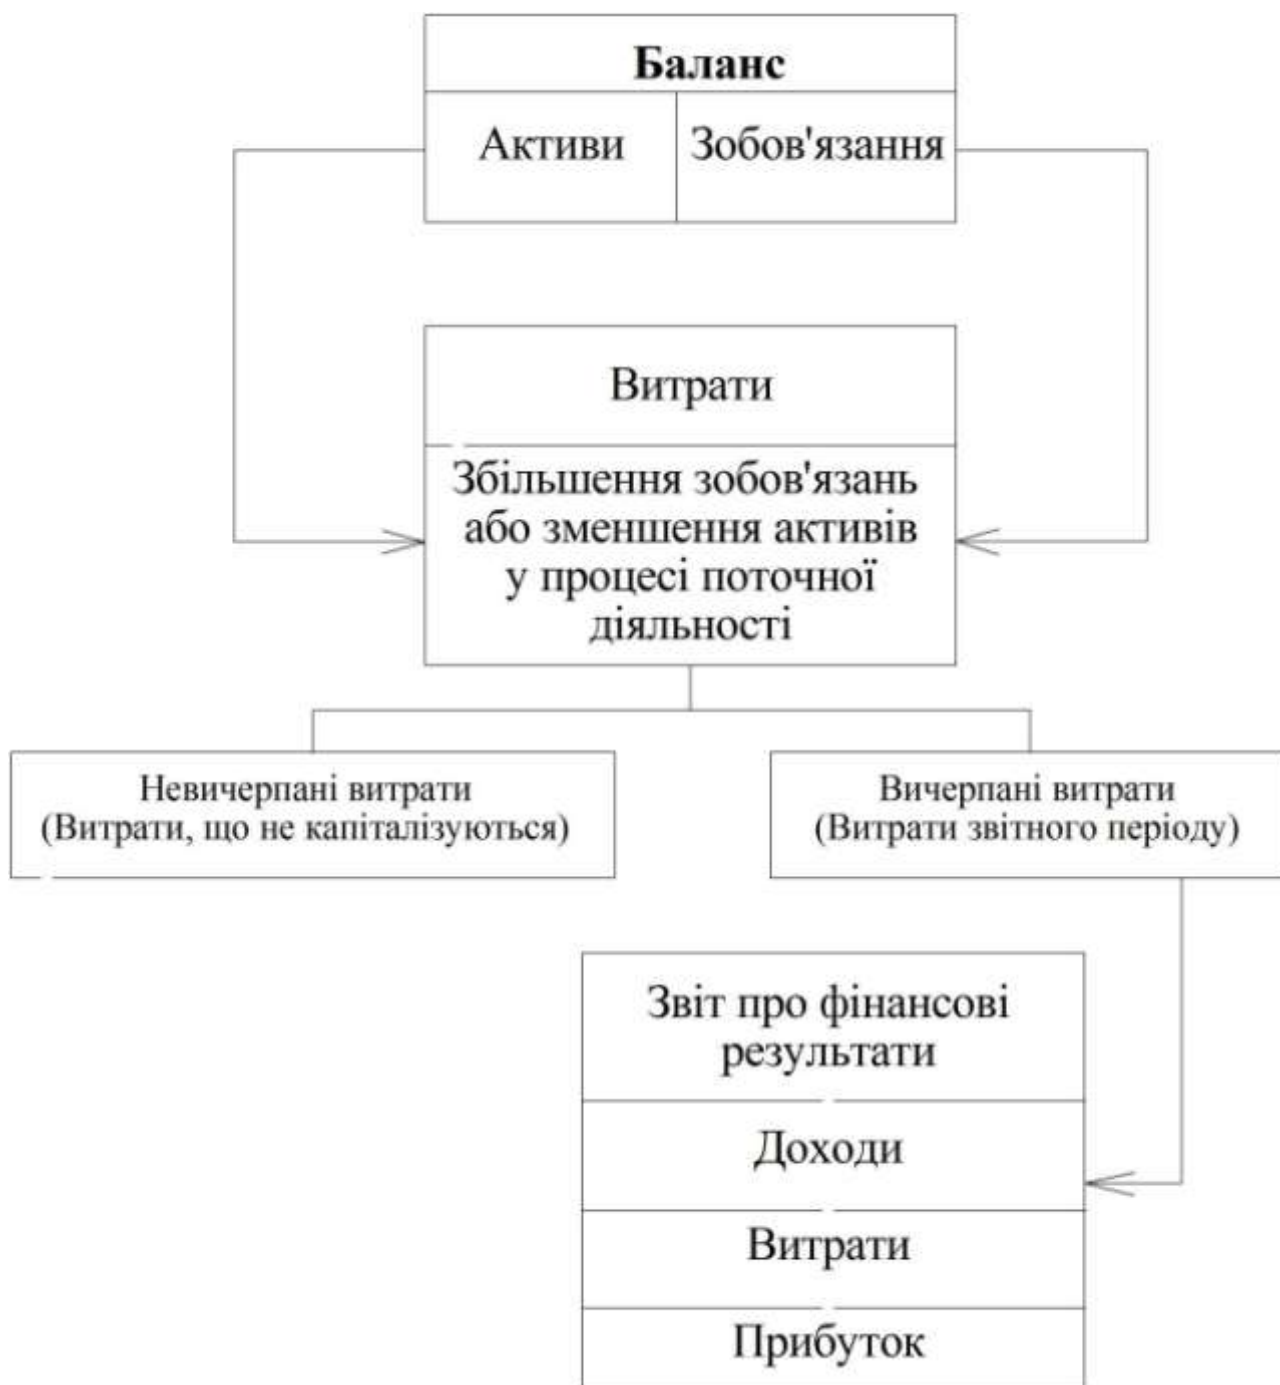 Баланс
Активи
Зобов'язання
Витрати
Збільшення зобов'язань
або зменшення активів
у процесі поточної
діяльності
Невичерпані витрати
(Витрати, що не капіталізуються)
Вичерпані витрати
(Витрати звітного періоду)
Звіт про фінансові
результати
Доходи
Витрати
Прибуток